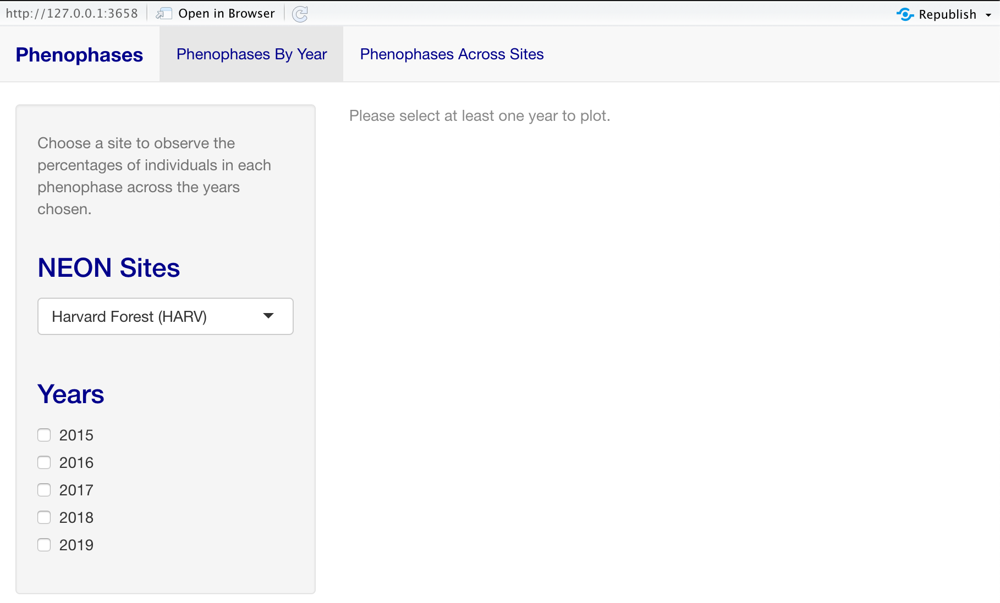 http://127.0.0.1:3658 Open in Browser Republish
Phenophases Phenophases By Year Phenophases Across Sites
Please select at least one year to plot.
Choose a site to observe the
percentages of individuals in each
phenophase across the years
chosen.
NEON Sites
Harvard Forest (HARV)
Years
2015
2016
2017
2018
2019